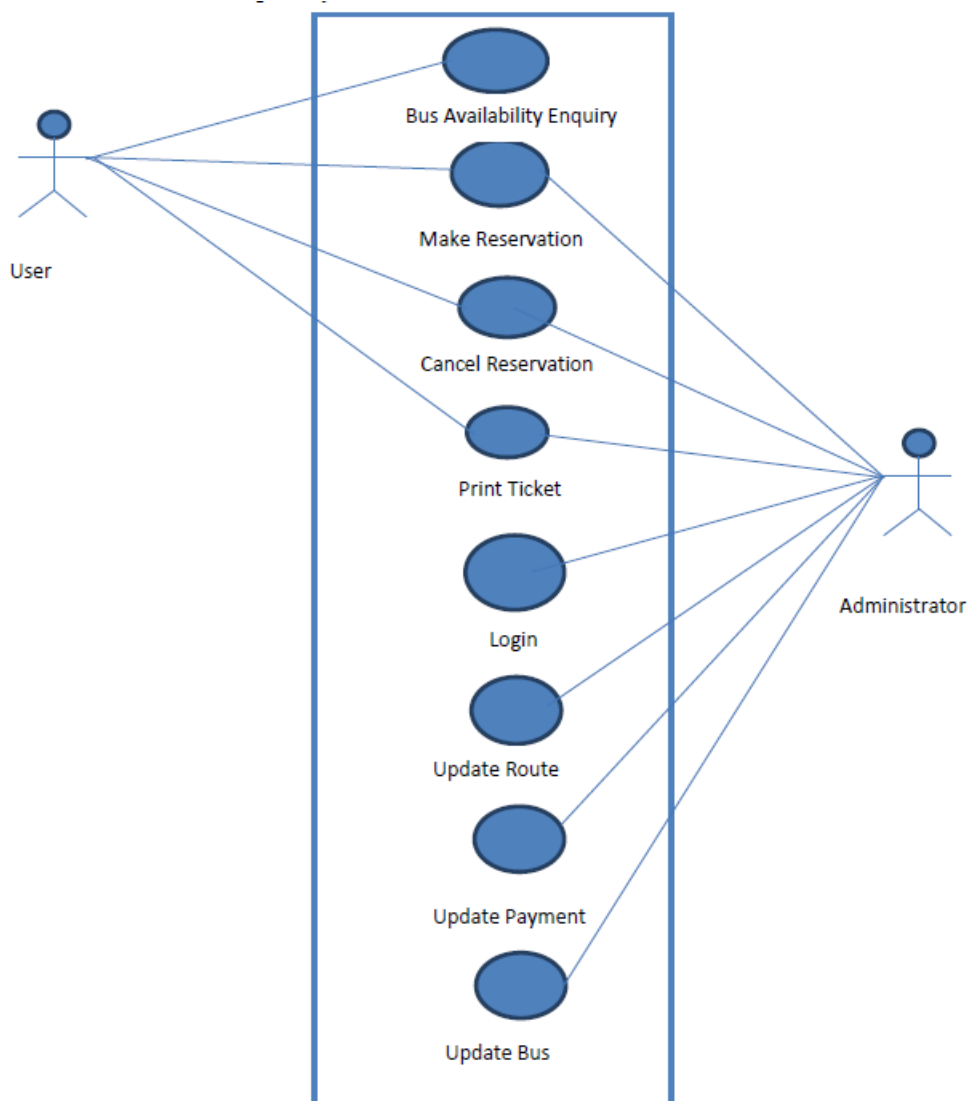 Bus Availability Enquiry
Make Reservation
User
Cancel Reservation
Print Ticket
Administrator
Login
Update Route
Update Payment
Update Bus